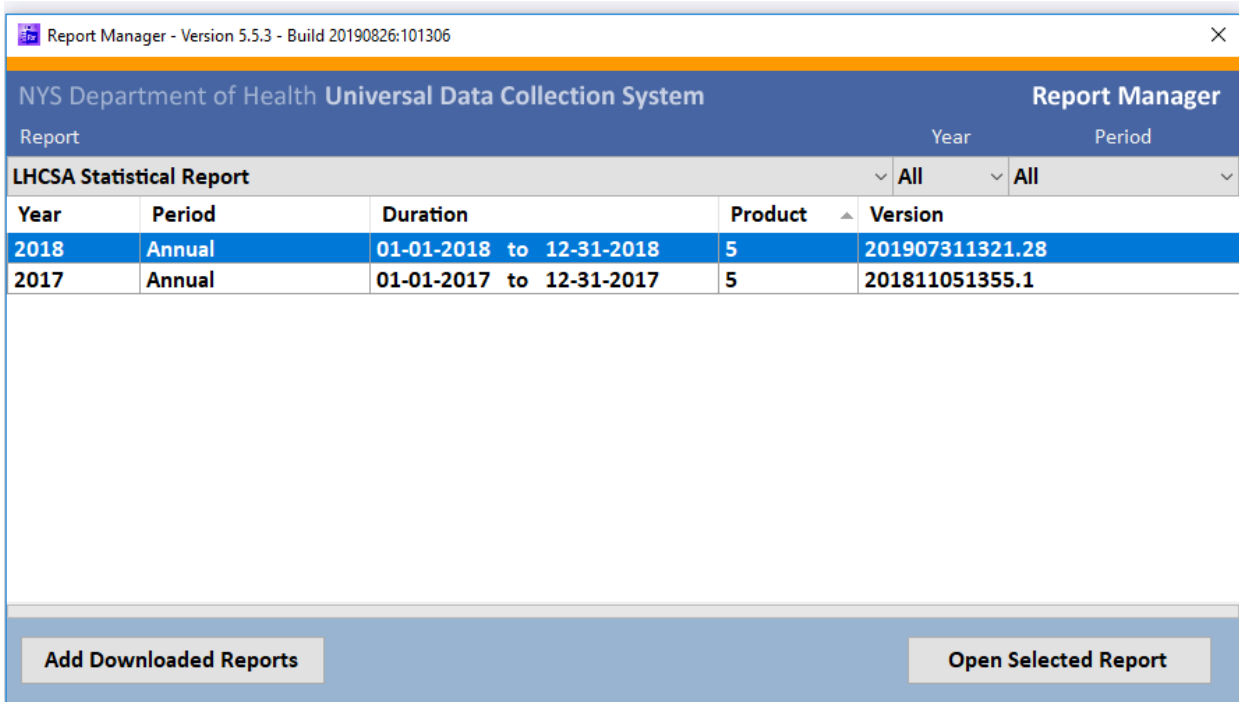 Report Manager - Version 5.5.3 - Build 20190826:101306
NYS Department of Health Universal Data Collection System Report Manager
Report Year Period
LHCSA Statistical Report All All
Year Period Duration Product Version
2018 Annual 01-01-2018 to 12-31-2018 5 201907311321.28
2017 Annual 01-01-2017 to 12-31-2017 5 201811051355.1
Add Downloaded Reports Open Selected Report